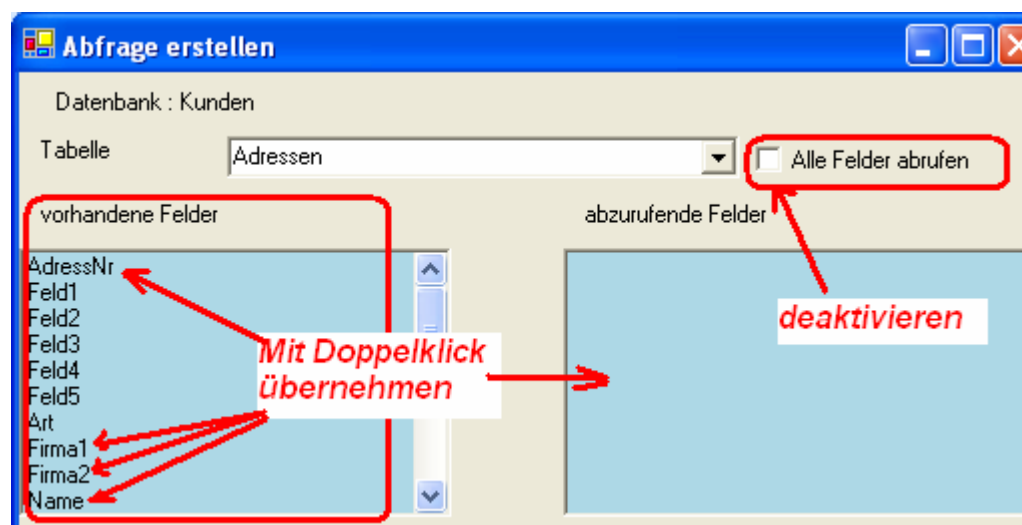 Abfrage erstellen
Datenbank : Kunden
Tabelle
Adressen
Alle Felder abrufen
vorhandene Felder
abzurufende Felder
AdressNr
Feld1
Feld2
Feld3
Feld4
Feld5
Art
Firma1
Firma2
Name
Mit Doppelklick
übernehmen
deaktivieren